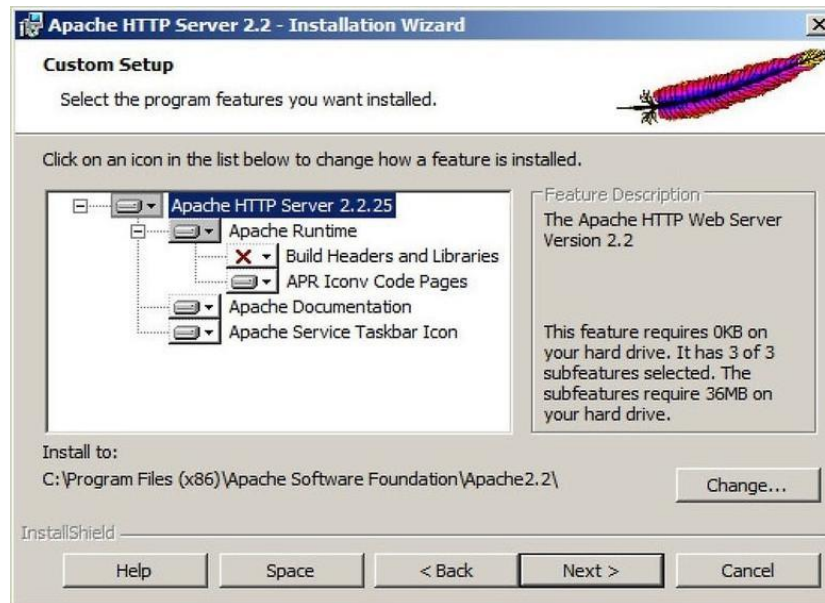 Apache HTTP Server 2.2 - Installation Wizard
Custom Setup
Select the program features you want installed.
Click on an icon in the list below to change how a feature is installed.
Apache HTTP Server 2.2.25
Apache Runtime
Build Headers and Libraries
APR Iconv Code Pages
Apache Documentation
Apache Service Taskbar Icon
Feature Description
The Apache HTTP Web Server
Version 2.2
This feature requires 0KB on
your hard drive. It has 3 of 3
subfeatures selected. The
subfeatures require 36MB on
your hard drive.
Install to:
C:\Program Files (x86)\Apache Software Foundation\Apache2.2\
Change...
InstallShield
Help
Space
< Back
Next >
Cancel